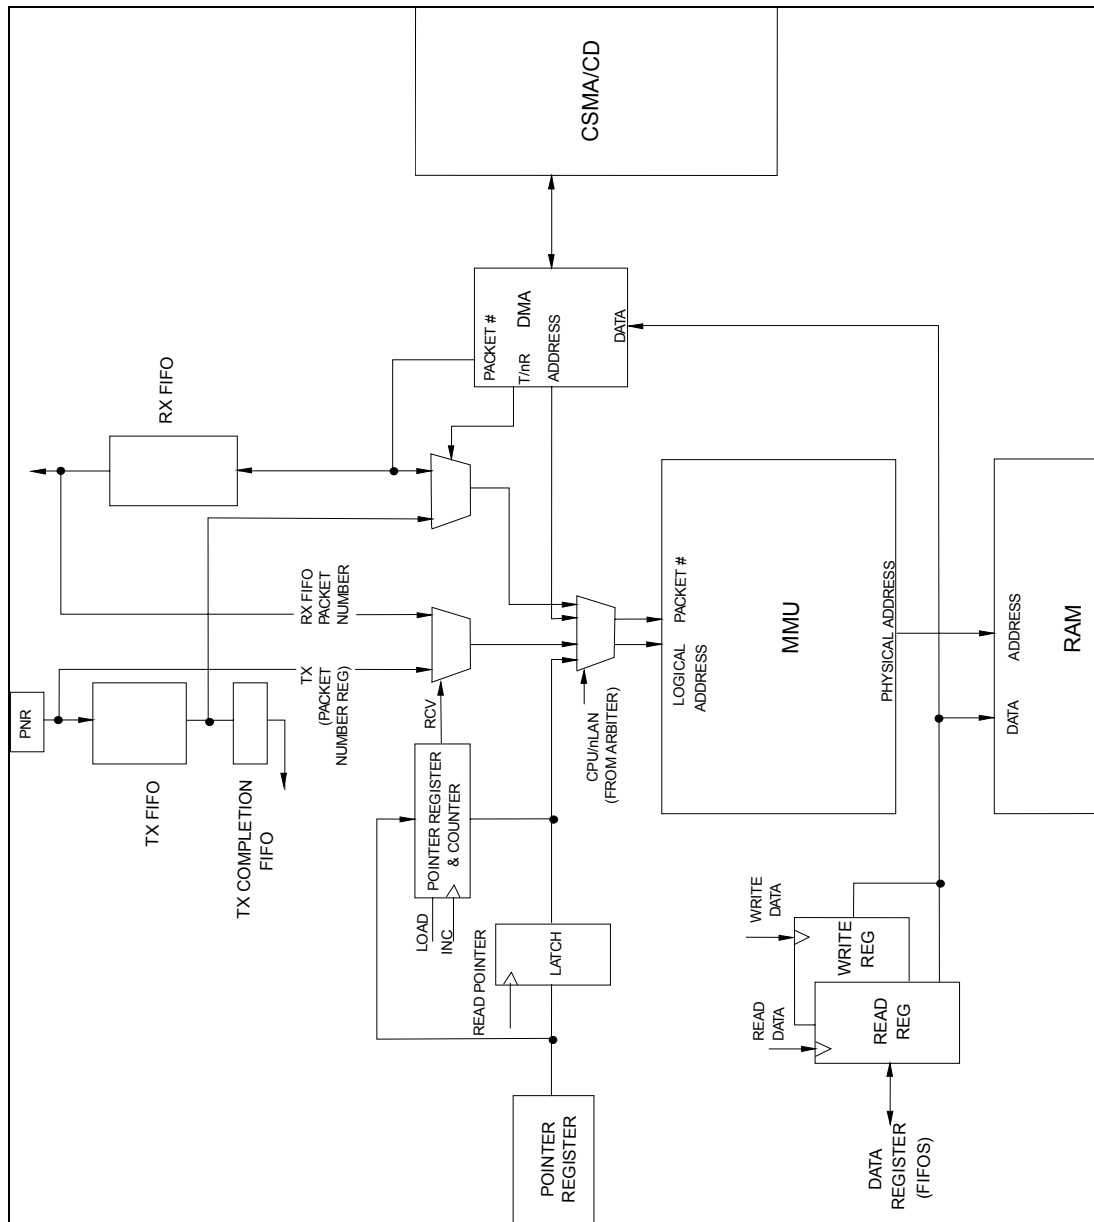 CSMA/CD
PACKET #
T/nR
DMA
ADDRESS
DATA
RX FIFO
RX FIFO
PACKET
NUMBER
TX
(PACKET
NUMBER REG)
PNR
TX FIFO
TX COMPLETION
FIFO
RCV
POINTER REGISTER
& COUNTER
LOAD
INC
CPU/nLAN
(FROM ARBITER)
PACKET #
LOGICAL
ADDRESS
MMU
PHYSICAL ADDRESS
ADDRESS
RAM
DATA
READ POINTER
LATCH
WRITE
DATA
WRITE
REG
READ
DATA
READ
REG
POINTER
REGISTER
DATA
REGISTER
(FIFOS)